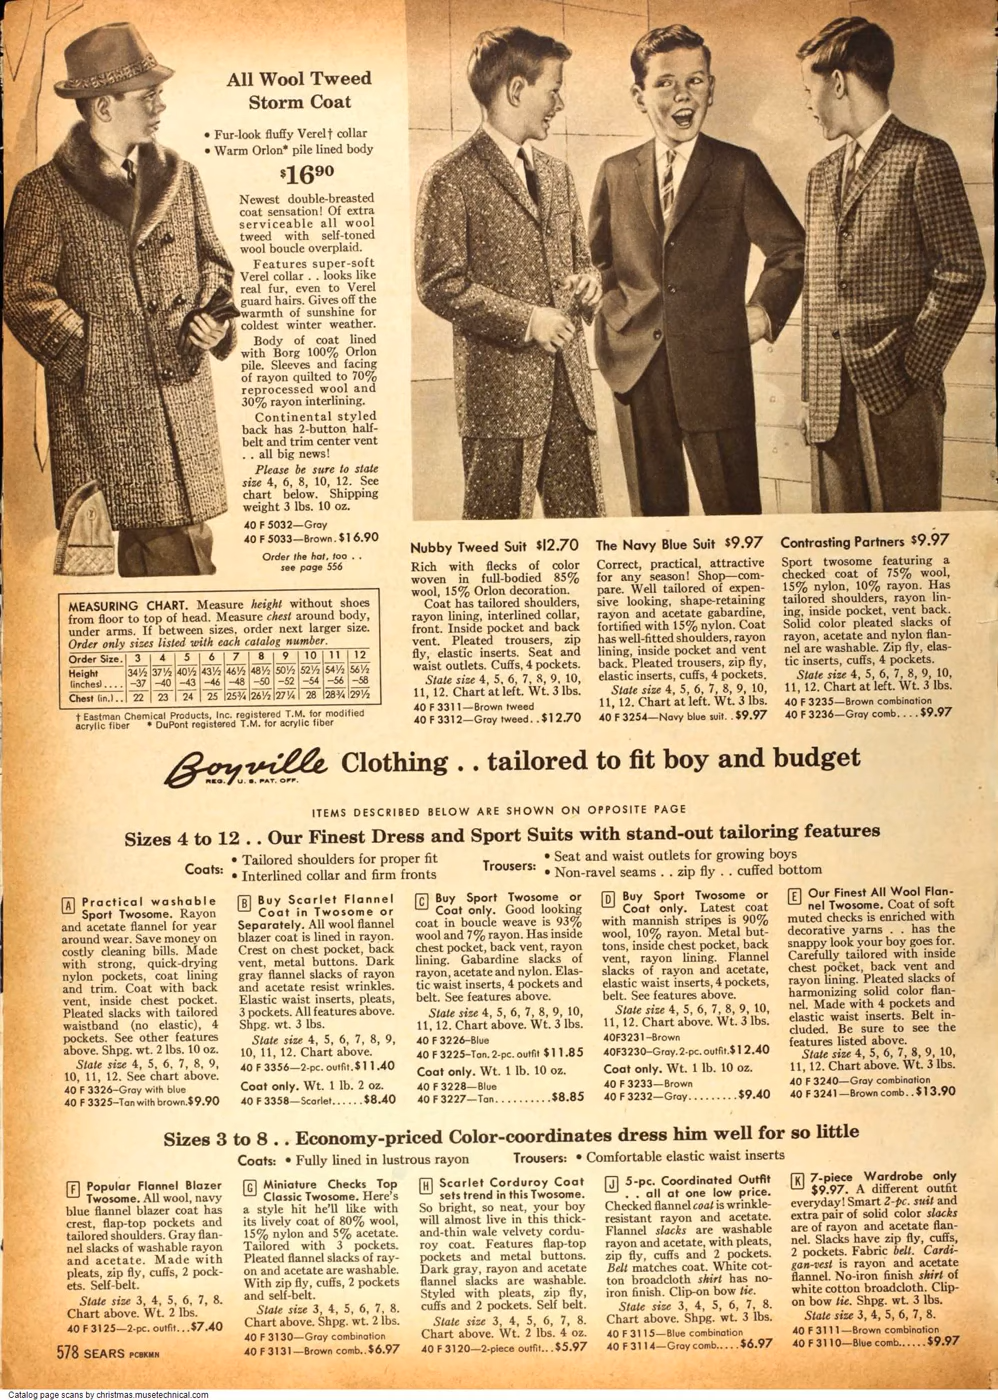 All Wool Tweed
Storm Coat
• Fur-look fluffy Verel† collar
• Warm Orlon* pile lined body
$16⁹⁰
Newest double-breasted
coat sensation! Of extra
serviceable all wool
tweed with self-toned
wool boucle overplaid.
Features super-soft
Verel collar . . looks like
real fur, even to Verel
guard hairs. Gives off the
warmth of sunshine for
coldest winter weather.
Body of coat lined
with Borg 100% Orlon
pile. Sleeves and facing
of rayon quilted to 70%
reprocessed wool and
30% rayon interlining.
Continental styled
back has 2-button half-
belt and trim center vent
. . all big news!
Please be sure to state
size 4, 6, 8, 10, 12. See
chart below. Shipping
weight 3 lbs. 10 oz.
40 F 5032—Gray
40 F 5033—Brown. $16.90
Order the hat, too . .
see page 556
MEASURING CHART. Measure height without shoes
from floor to top of head. Measure chest around body,
under arms. If between sizes, order next larger size.
Order only sizes listed with each catalog number.
Order Size. 3 4 5 6 7 8 9 10 11 12
Height 34½ 37½ 40½ 43½ 46½ 48½ 50½ 52½ 54½ 56½
(inches).... –37 –40 –43 –46 –48 –50 –52 –54 –56 –58
Chest (in.).. 22 23 24 25 25¾ 26½ 27¼ 28 28¾ 29½
† Eastman Chemical Products, Inc. registered T.M. for modified
acrylic fiber * DuPont registered T.M. for acrylic fiber
Nubby Tweed Suit $12.70
Rich with flecks of color
woven in full-bodied 85%
wool, 15% Orlon decoration.
Coat has tailored shoulders,
rayon lining, interlined collar,
front. Inside pocket and back
vent. Pleated trousers, zip
fly, elastic inserts. Seat and
waist outlets. Cuffs, 4 pockets.
State size 4, 5, 6, 7, 8, 9, 10,
11, 12. Chart at left. Wt. 3 lbs.
40 F 3311—Brown tweed
40 F 3312—Gray tweed. . $12.70
The Navy Blue Suit $9.97
Correct, practical, attractive
for any season! Shop—com-
pare. Well tailored of expen-
sive looking, shape-retaining
rayon and acetate gabardine,
fortified with 15% nylon. Coat
has well-fitted shoulders, rayon
lining, inside pocket and vent
back. Pleated trousers, zip fly,
elastic inserts, cuffs, 4 pockets.
State size 4, 5, 6, 7, 8, 9, 10,
11, 12. Chart at left. Wt. 3 lbs.
40 F 3254—Navy blue suit. . $9.97
Contrasting Partners $9.97
Sport twosome featuring a
checked coat of 75% wool,
15% nylon, 10% rayon. Has
tailored shoulders, rayon lin-
ing, inside pocket, vent back.
Solid color pleated slacks of
rayon, acetate and nylon flan-
nel are washable. Zip fly, elas-
tic inserts, cuffs, 4 pockets.
State size 4, 5, 6, 7, 8, 9, 10,
11, 12. Chart at left. Wt. 3 lbs.
40 F 3235—Brown combination
40 F 3236—Gray comb.... $9.97
Boyville Clothing . . tailored to fit boy and budget
REG. U. S. PAT. OFF.
ITEMS DESCRIBED BELOW ARE SHOWN ON OPPOSITE PAGE
Sizes 4 to 12 . . Our Finest Dress and Sport Suits with stand-out tailoring features
Coats: • Tailored shoulders for proper fit
• Interlined collar and firm fronts
Trousers: • Seat and waist outlets for growing boys
• Non-ravel seams . . zip fly . . cuffed bottom
A Practical washable
Sport Twosome. Rayon
and acetate flannel for year
around wear. Save money on
costly cleaning bills. Made
with strong, quick-drying
nylon pockets, coat lining
and trim. Coat with back
vent, inside chest pocket.
Pleated slacks with tailored
waistband (no elastic), 4
pockets. See other features
above. Shpg. wt. 2 lbs. 10 oz.
State size 4, 5, 6, 7, 8, 9,
10, 11, 12. See chart above.
40 F 3326–Gray with blue
40 F 3325–Tan with brown. $9.90
B Buy Scarlet Flannel
Coat in Twosome or
Separately. All wool flannel
blazer coat is lined in rayon.
Crest on chest pocket, back
vent, metal buttons. Dark
gray flannel slacks of rayon
and acetate resist wrinkles.
Elastic waist inserts, pleats,
3 pockets. All features above.
Shpg. wt. 3 lbs.
State size 4, 5, 6, 7, 8, 9,
10, 11, 12. Chart above.
40 F 3356—2-pc. outfit. $11.40
Coat only. Wt. 1 lb. 2 oz.
40 F 3358—Scarlet...... $8.40
C Buy Sport Twosome or
Coat only. Good looking
coat in boucle weave is 93%
wool and 7% rayon. Has inside
chest pocket, back vent, rayon
lining. Gabardine slacks of
rayon, acetate and nylon. Elas-
tic waist inserts, 4 pockets and
belt. See features above.
State size 4, 5, 6, 7, 8, 9, 10,
11, 12. Chart above. Wt. 3 lbs.
40 F 3226–Blue
40 F 3225–Tan. 2-pc. outfit $11.85
Coat only. Wt. 1 lb. 10 oz.
40 F 3228—Blue
40 F 3227—Tan.......... $8.85
D Buy Sport Twosome or
Coat only. Latest coat
with mannish stripes is 90%
wool, 10% rayon. Metal but-
tons, inside chest pocket, back
vent, rayon lining. Flannel
slacks of rayon and acetate,
elastic waist inserts, 4 pockets,
belt. See features above.
State size 4, 5, 6, 7, 8, 9, 10,
11, 12. Chart above. Wt. 3 lbs.
40F3231–Brown
40F3230–Gray. 2-pc. outfit. $12.40
Coat only. Wt. 1 lb. 10 oz.
40 F 3233—Brown
40 F 3232—Gray......... $9.40
E Our Finest All Wool Flan-
nel Twosome. Coat of soft
muted checks is enriched with
decorative yarns . . has the
snappy look your boy goes for.
Carefully tailored with inside
chest pocket, back vent and
rayon lining. Pleated slacks of
harmonizing solid color flan-
nel. Made with 4 pockets and
elastic waist inserts. Belt in-
cluded. Be sure to see the
features listed above.
State size 4, 5, 6, 7, 8, 9, 10,
11, 12. Chart above. Wt. 3 lbs.
40 F 3240—Gray combination
40 F 3241—Brown comb.. $13.90
Sizes 3 to 8 . . Economy-priced Color-coordinates dress him well for so little
Coats: • Fully lined in lustrous rayon Trousers: • Comfortable elastic waist inserts
F Popular Flannel Blazer
Twosome. All wool, navy
blue flannel blazer coat has
crest, flap-top pockets and
tailored shoulders. Gray flan-
nel slacks of washable rayon
and acetate. Made with
pleats, zip fly, cuffs, 2 pock-
ets. Self-belt.
State size 3, 4, 5, 6, 7, 8.
Chart above. Wt. 2 lbs.
40 F 3125—2-pc. outfit... $7.40
G Miniature Checks Top
Classic Twosome. Here's
a style hit he'll like with
its lively coat of 80% wool,
15% nylon and 5% acetate.
Tailored with 3 pockets.
Pleated flannel slacks of ray-
on and acetate are washable.
With zip fly, cuffs, 2 pockets
and self-belt.
State size 3, 4, 5, 6, 7, 8.
Chart above. Shpg. wt. 2 lbs.
40 F 3130—Gray combination
40 F 3131—Brown comb.. $6.97
H Scarlet Corduroy Coat
sets trend in this Twosome.
So bright, so neat, your boy
will almost live in this thick-
and-thin wale velvety cordu-
roy coat. Features flap-top
pockets and metal buttons.
Dark gray, rayon and acetate
flannel slacks are washable.
Styled with pleats, zip fly,
cuffs and 2 pockets. Self belt.
State size 3, 4, 5, 6, 7, 8.
Chart above. Wt. 2 lbs. 4 oz.
40 F 3120—2-piece outfit... $5.97
J 5-pc. Coordinated Outfit
. . all at one low price.
Checked flannel coat is wrinkle-
resistant rayon and acetate.
Flannel slacks are washable
rayon and acetate, with pleats,
zip fly, cuffs and 2 pockets.
Belt matches coat. White cot-
ton broadcloth shirt has no-
iron finish. Clip-on bow tie.
State size 3, 4, 5, 6, 7, 8.
Chart above. Shpg. wt. 3 lbs.
40 F 3115—Blue combination
40 F 3114—Gray comb..... $6.97
K 7-piece Wardrobe only
$9.97. A different outfit
everyday! Smart 2-pc. suit and
extra pair of solid color slacks
are of rayon and acetate flan-
nel. Slacks have zip fly, cuffs,
2 pockets. Fabric belt. Cardi-
gan-vest is rayon and acetate
flannel. No-iron finish shirt of
white cotton broadcloth. Clip-
on bow tie. Shpg. wt. 3 lbs.
State size 3, 4, 5, 6, 7, 8.
40 F 3111—Brown combination
40 F 3110—Blue comb..... $9.97
578 SEARS PCBKMN
Catalog page scans by christmas.musetechnical.com